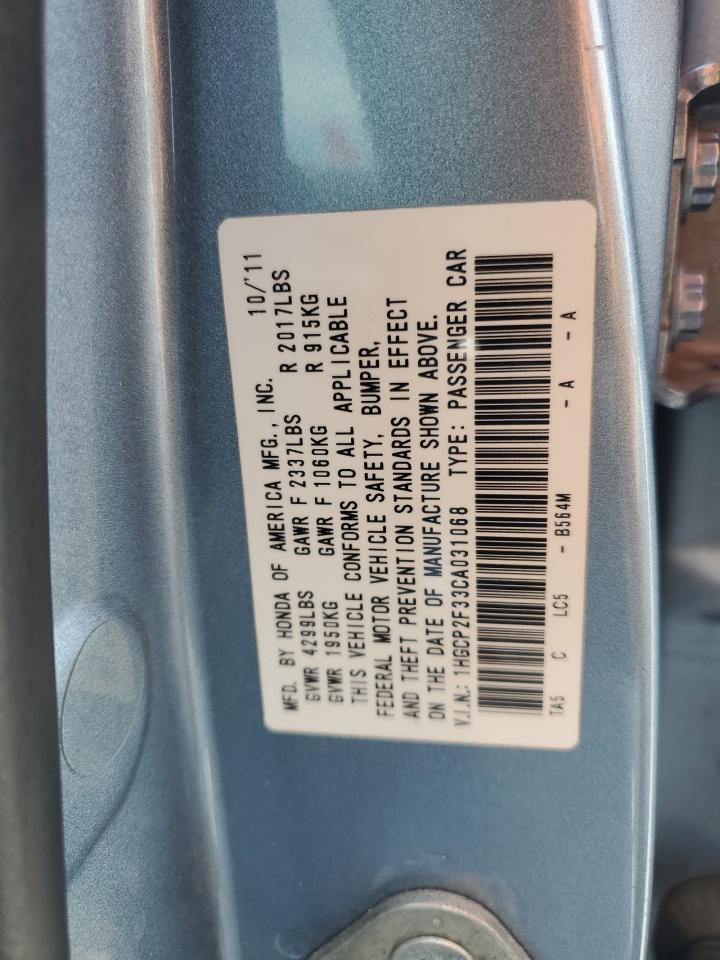 MFD. BY HONDA OF AMERICA MFG., INC. 10/'11
GVWR 4299LBS GAWR F 2337LBS R 2017LBS
GVWR 1950KG GAWR F 1060KG R 915KG
THIS VEHICLE CONFORMS TO ALL APPLICABLE
FEDERAL MOTOR VEHICLE SAFETY, BUMPER,
AND THEFT PREVENTION STANDARDS IN EFFECT
ON THE DATE OF MANUFACTURE SHOWN ABOVE.
V.I.N.: 1HGCP2F33CA031068 TYPE: PASSENGER CAR
TA5 C LC5 - B564M - A - A